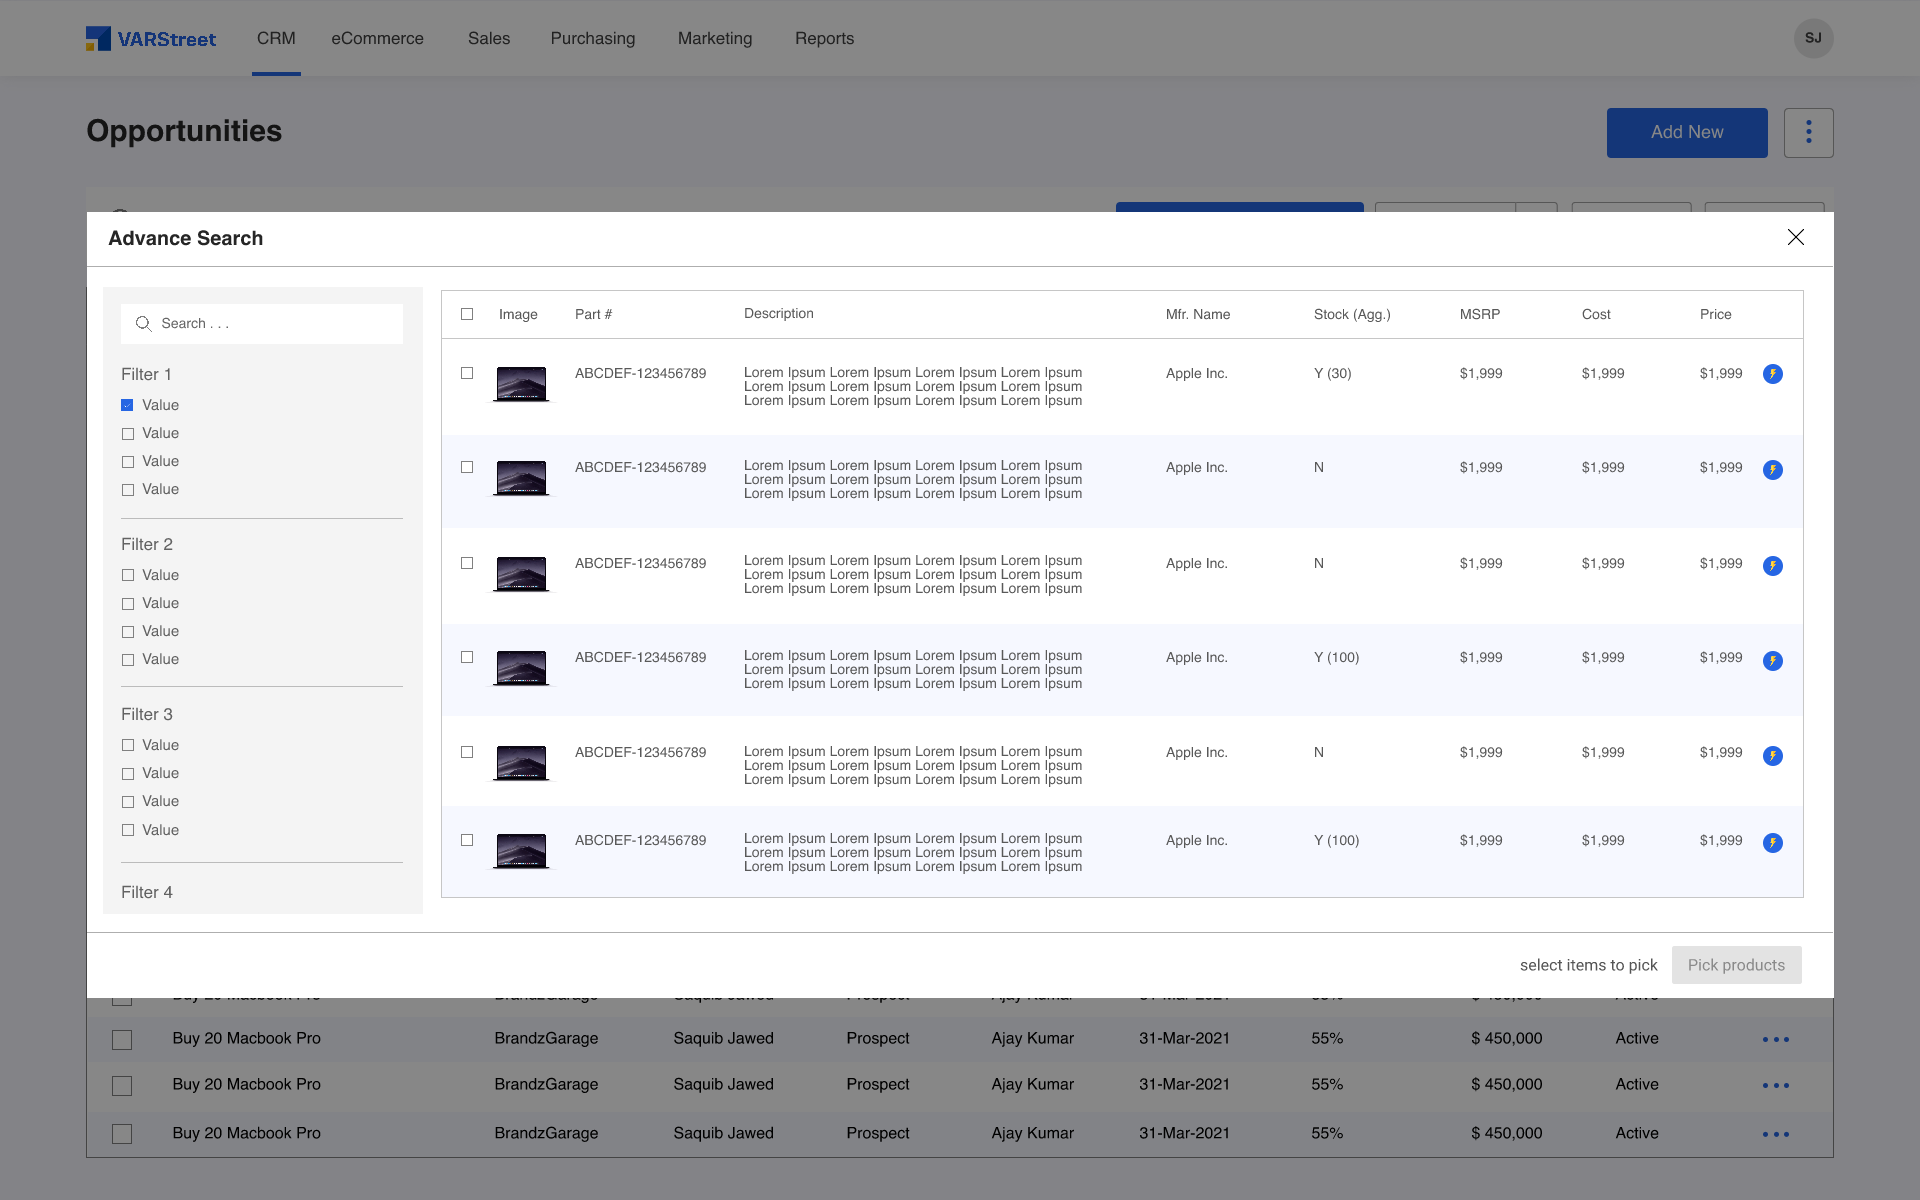 VARStreet CRM eCommerce Sales Purchasing Marketing Reports SJ
Opportunities Add New
Advance Search
Search . . .
Filter 1
Value
Value
Value
Value
Filter 2
Value
Value
Value
Value
Filter 3
Value
Value
Value
Value
Filter 4
Image Part # Description Mfr. Name Stock (Agg.) MSRP Cost Price
ABCDEF-123456789 Lorem Ipsum Lorem Ipsum Lorem Ipsum Lorem Ipsum Apple Inc. Y (30) $1,999 $1,999 $1,999
Lorem Ipsum Lorem Ipsum Lorem Ipsum Lorem Ipsum
Lorem Ipsum Lorem Ipsum Lorem Ipsum Lorem Ipsum
ABCDEF-123456789 Lorem Ipsum Lorem Ipsum Lorem Ipsum Lorem Ipsum Apple Inc. N $1,999 $1,999 $1,999
Lorem Ipsum Lorem Ipsum Lorem Ipsum Lorem Ipsum
Lorem Ipsum Lorem Ipsum Lorem Ipsum Lorem Ipsum
ABCDEF-123456789 Lorem Ipsum Lorem Ipsum Lorem Ipsum Lorem Ipsum Apple Inc. N $1,999 $1,999 $1,999
Lorem Ipsum Lorem Ipsum Lorem Ipsum Lorem Ipsum
Lorem Ipsum Lorem Ipsum Lorem Ipsum Lorem Ipsum
ABCDEF-123456789 Lorem Ipsum Lorem Ipsum Lorem Ipsum Lorem Ipsum Apple Inc. Y (100) $1,999 $1,999 $1,999
Lorem Ipsum Lorem Ipsum Lorem Ipsum Lorem Ipsum
Lorem Ipsum Lorem Ipsum Lorem Ipsum Lorem Ipsum
ABCDEF-123456789 Lorem Ipsum Lorem Ipsum Lorem Ipsum Lorem Ipsum Apple Inc. N $1,999 $1,999 $1,999
Lorem Ipsum Lorem Ipsum Lorem Ipsum Lorem Ipsum
Lorem Ipsum Lorem Ipsum Lorem Ipsum Lorem Ipsum
ABCDEF-123456789 Lorem Ipsum Lorem Ipsum Lorem Ipsum Lorem Ipsum Apple Inc. Y (100) $1,999 $1,999 $1,999
Lorem Ipsum Lorem Ipsum Lorem Ipsum Lorem Ipsum
Lorem Ipsum Lorem Ipsum Lorem Ipsum Lorem Ipsum
select items to pick Pick products
Buy 20 Macbook Pro BrandzGarage Saquib Jawed Prospect Ajay Kumar 31-Mar-2021 55% $ 450,000 Active
Buy 20 Macbook Pro BrandzGarage Saquib Jawed Prospect Ajay Kumar 31-Mar-2021 55% $ 450,000 Active
Buy 20 Macbook Pro BrandzGarage Saquib Jawed Prospect Ajay Kumar 31-Mar-2021 55% $ 450,000 Active